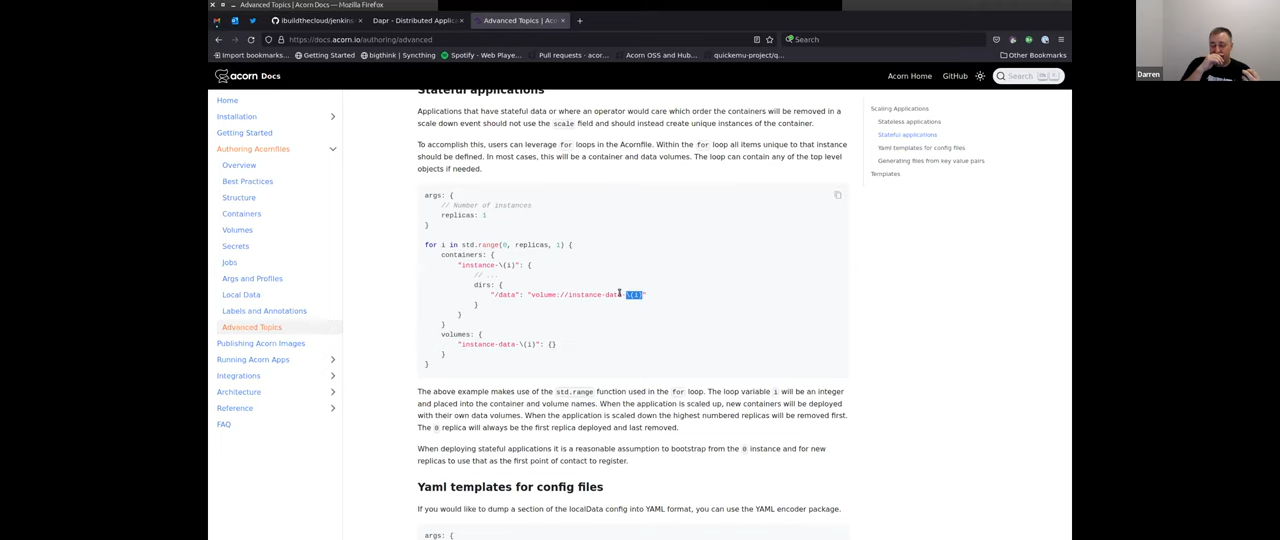 Advanced Topics | Acorn Docs — Mozilla Firefox
ibuildthecloud/jenkins-
Dapr - Distributed Applic
Advanced Topics | Aco
https://docs.acorn.io/authoring/advanced
Search
Import bookmarks...
Getting Started
bigthink | Stretching
Spotify - Web Playe...
Pull requests · acor...
Acorn OSS and Hub...
quickemu-project/q...
Other Bookmarks
acorn Docs
Acorn Home
GitHub
Search
Home
Installation
Getting Started
Authoring Acornfiles
Overview
Best Practices
Structure
Containers
Volumes
Secrets
Jobs
Args and Profiles
Local Data
Labels and Annotations
Advanced Topics
Publishing Acorn Images
Running Acorn Apps
Integrations
Architecture
Reference
FAQ
Stateful applications
Applications that have stateful data or where an operator would care which order the containers will be removed in a
scale down event should not use the scale field and should instead create unique instances of the container.
To accomplish this, users can leverage for loops in the Acornfile. Within the for loop all items unique to that instance
should be defined. In most cases, this will be a container and data volumes. The loop can contain any of the top level
objects if needed.
args: {
// Number of instances
replicas: 1
}
for i in std.range(0, replicas, 1) {
containers: {
"instance-\(i)": {
// ...
dirs: {
"/data": "volume://instance-data-\(i)"
}
}
}
volumes: {
"instance-data-\(i)": {}
}
}
The above example makes use of the std.range function used in the for loop. The loop variable i will be an integer
and placed into the container and volume names. When the application is scaled up, new containers will be deployed
with their own data volumes. When the application is scaled down the highest numbered replicas will be removed first.
The 0 replica will always be the first replica deployed and last removed.
When deploying stateful applications it is a reasonable assumption to bootstrap from the 0 instance and for new
replicas to use that as the first point of contact to register.
Yaml templates for config files
If you would like to dump a section of the localData config into YAML format, you can use the YAML encoder package.
args: {
Scaling Applications
Stateless applications
Stateful applications
Yaml templates for config files
Generating files from key value pairs
Templates
Darren